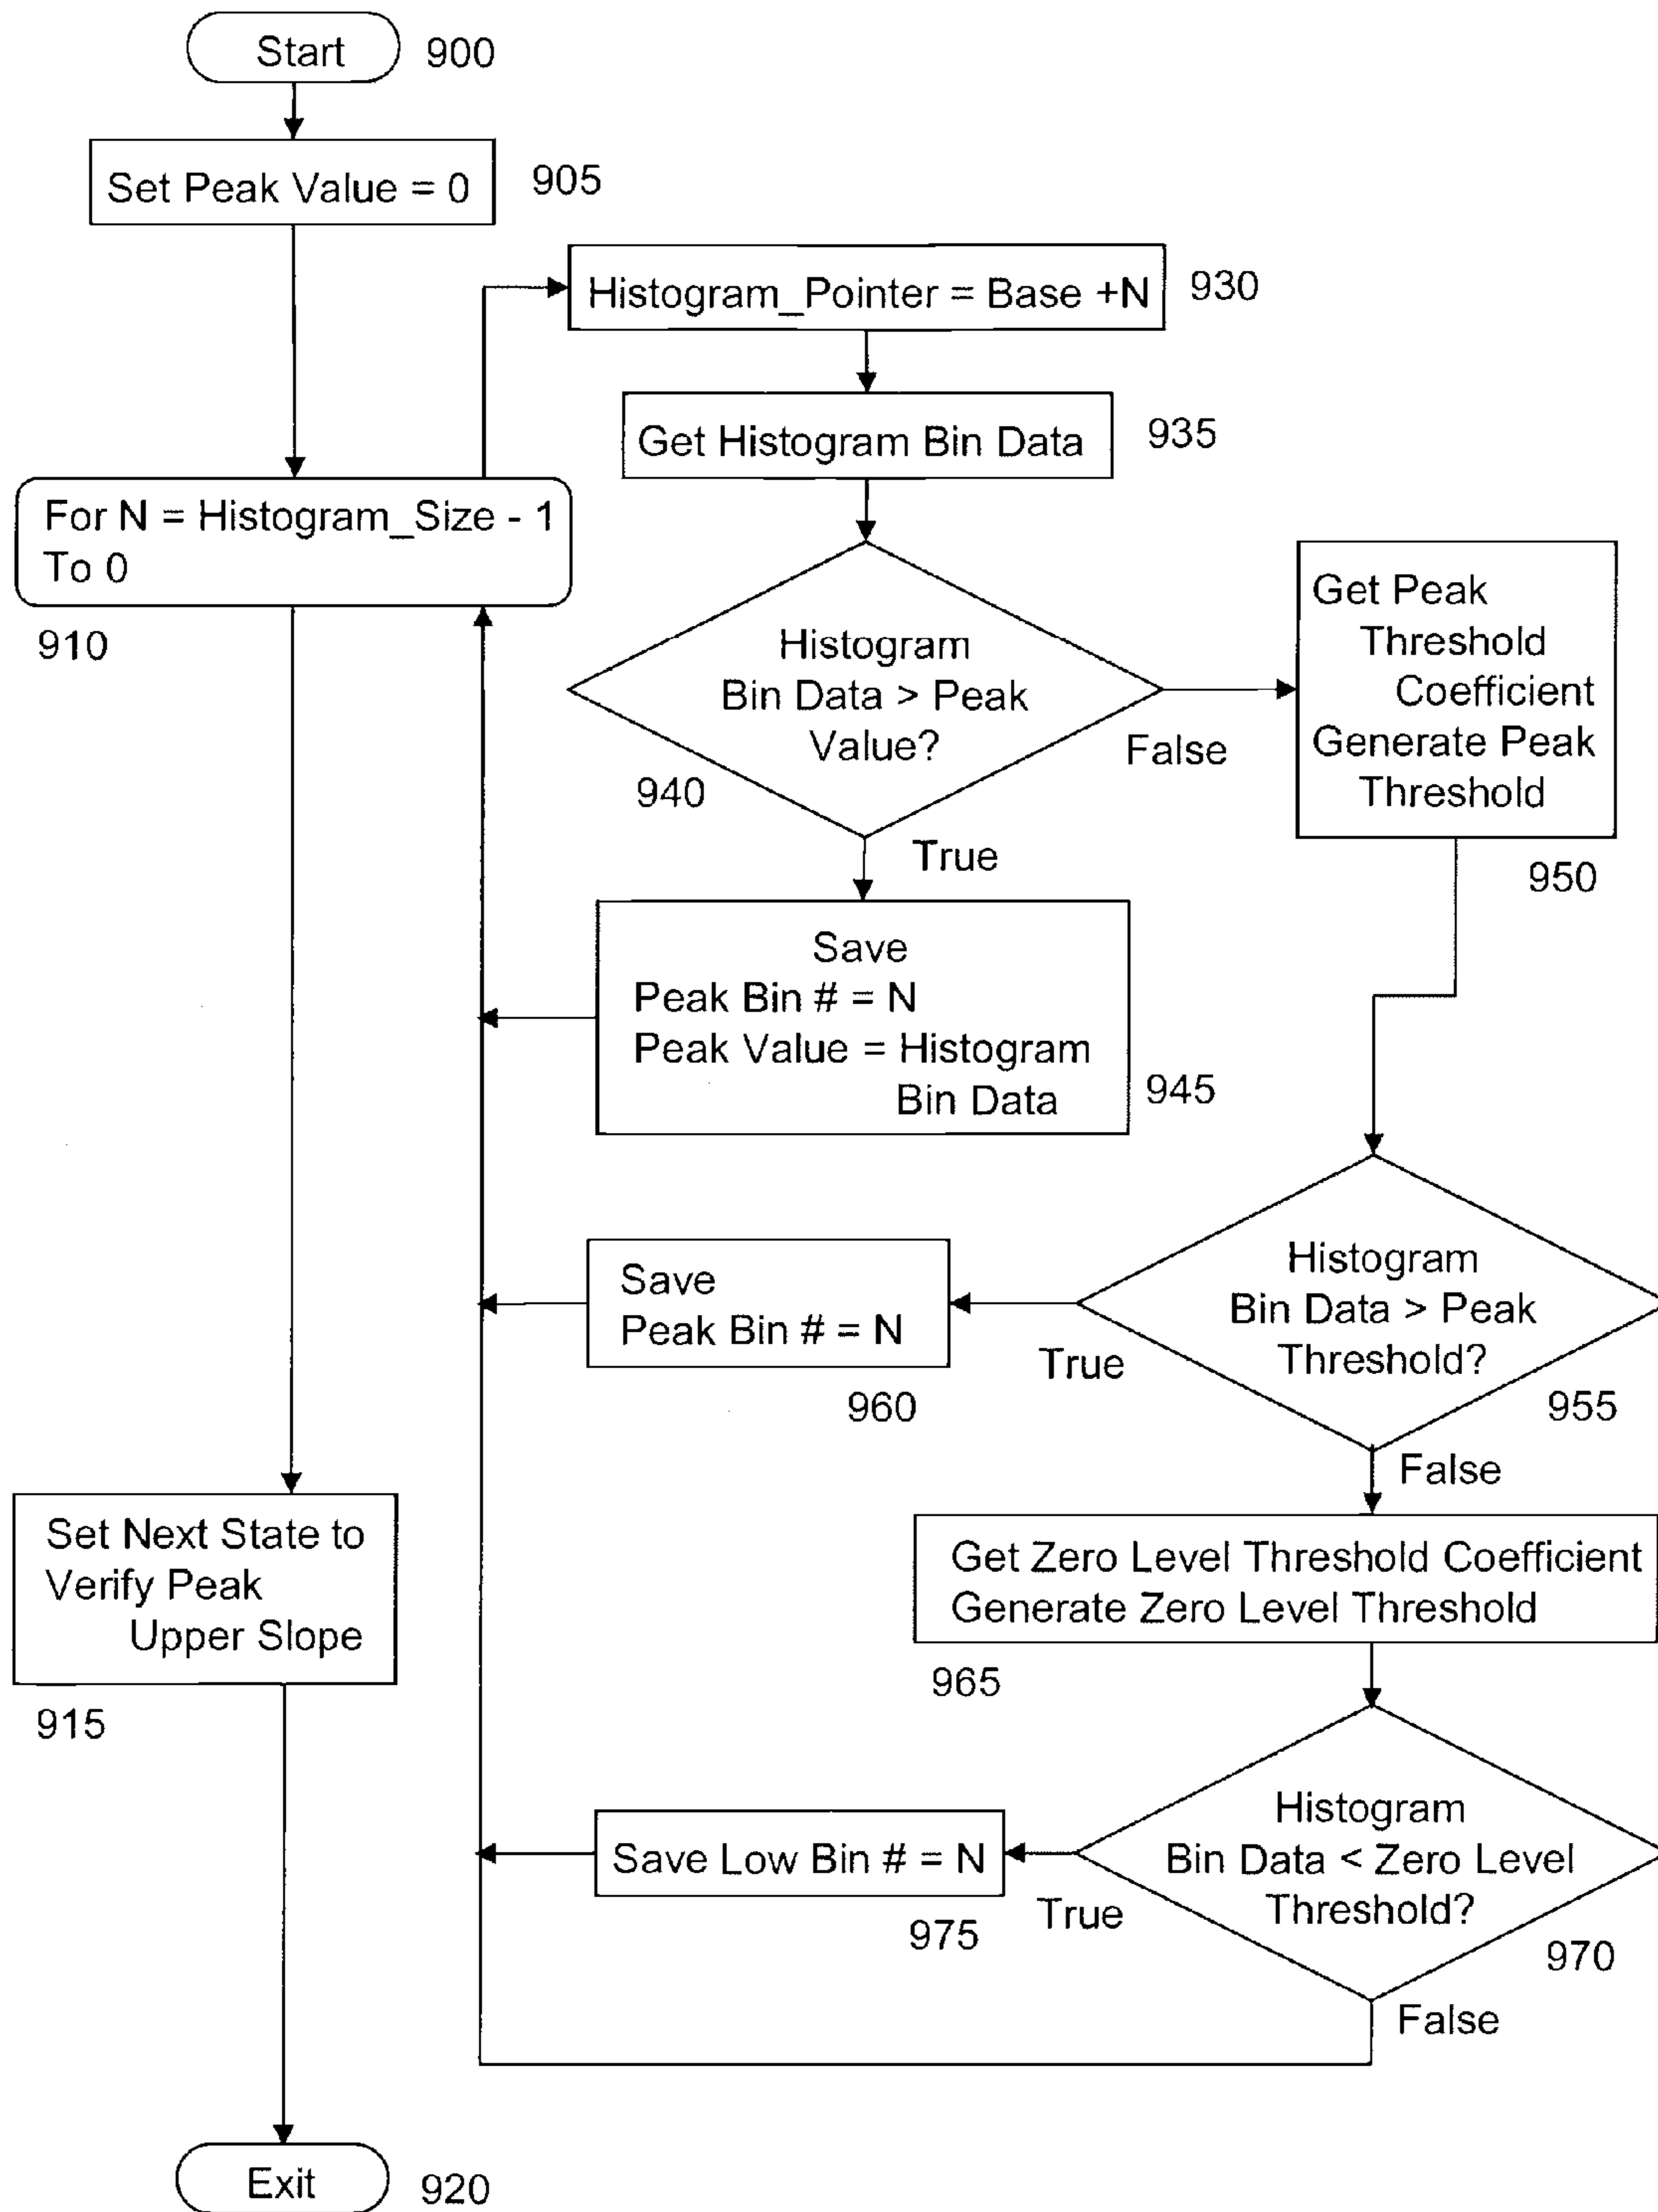 Start
900
Set Peak Value = 0
905
Histogram_Pointer = Base +N
930
Get Histogram Bin Data
935
For N = Histogram_Size - 1
To 0
910
Histogram
Bin Data > Peak
Value?
940
False
True
Get Peak
Threshold
Coefficient
Generate Peak
Threshold
950
Save
Peak Bin # = N
Peak Value = Histogram
Bin Data
945
Histogram
Bin Data > Peak
Threshold?
955
True
False
Save
Peak Bin # = N
960
Set Next State to
Verify Peak
Upper Slope
915
Get Zero Level Threshold Coefficient
Generate Zero Level Threshold
965
Histogram
Bin Data < Zero Level
Threshold?
970
True
False
Save Low Bin # = N
975
Exit
920